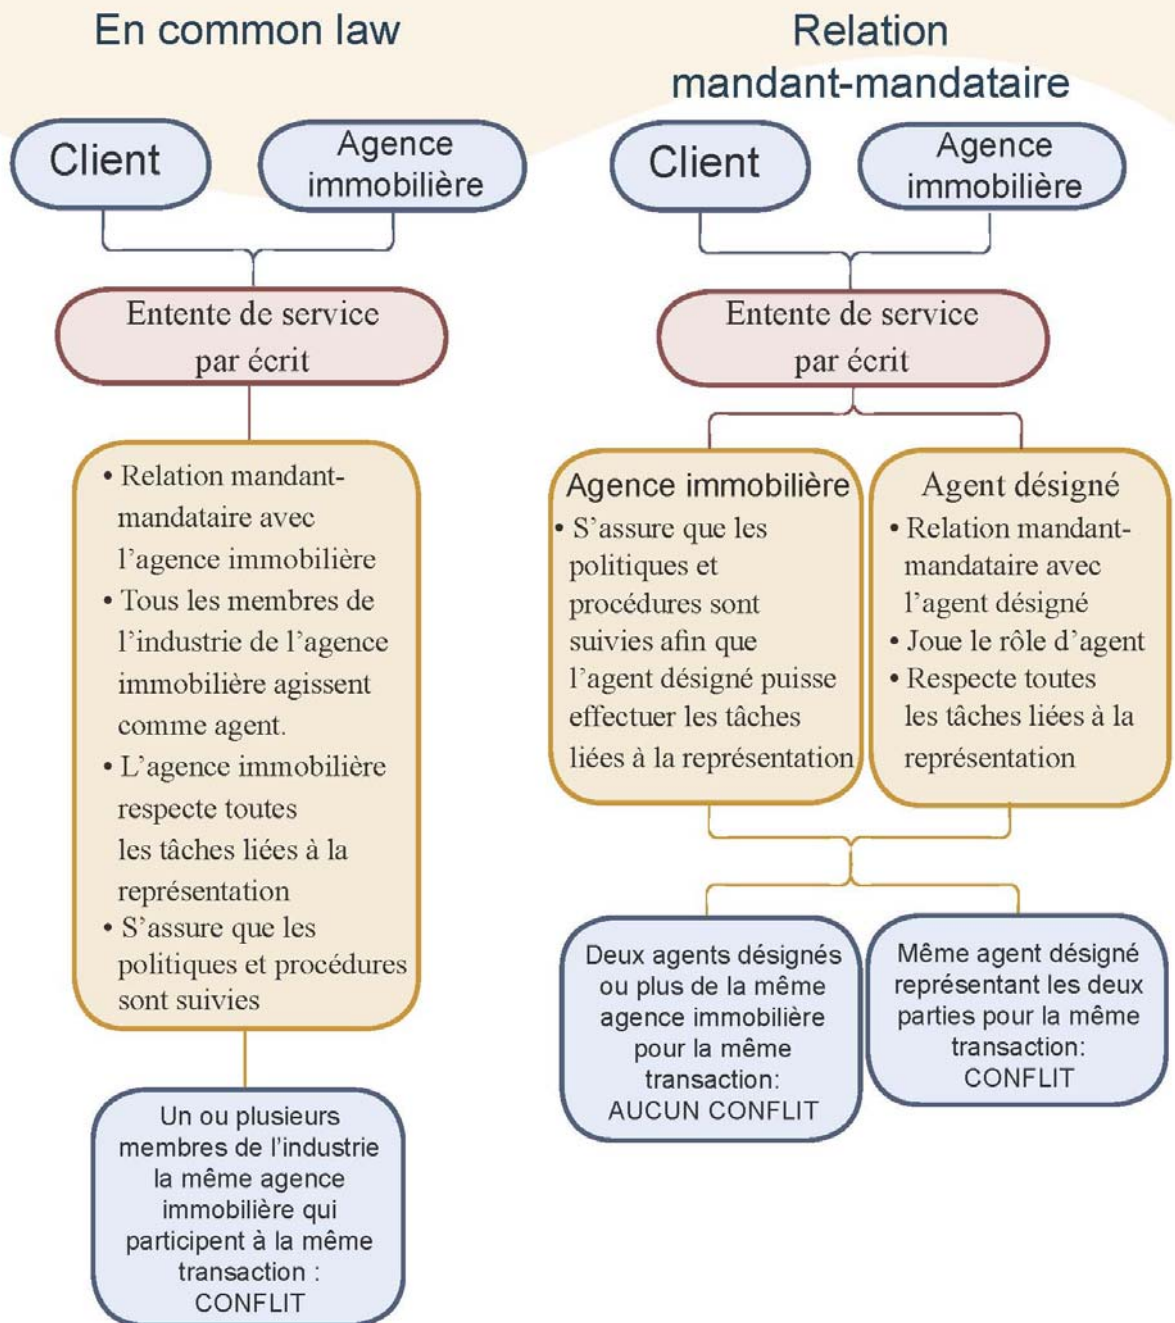 En common law
Client
Agence
immobilière
Entente de service
par écrit
• Relation mandant-
mandataire avec
l’agence immobilière
• Tous les membres de
l’industrie de l’agence
immobilière agissent
comme agent.
• L’agence immobilière
respecte toutes
les tâches liées à la
représentation
• S’assure que les
politiques et procédures
sont suivies
Un ou plusieurs
membres de l’industrie
la même agence
immobilière qui
participent à la même
transaction :
CONFLIT
Relation
mandant-mandataire
Client
Agence
immobilière
Entente de service
par écrit
Agence immobilière
• S’assure que les
politiques et
procédures sont
suivies afin que
l’agent désigné puisse
effectuer les tâches
liées à la représentation
Agent désigné
• Relation mandant-
mandataire avec
l’agent désigné
• Joue le rôle d’agent
• Respecte toutes
les tâches liées à la
représentation
Deux agents désignés
ou plus de la même
agence immobilière
pour la même
transaction:
AUCUN CONFLIT
Même agent désigné
représentant les deux
parties pour la même
transaction:
CONFLIT